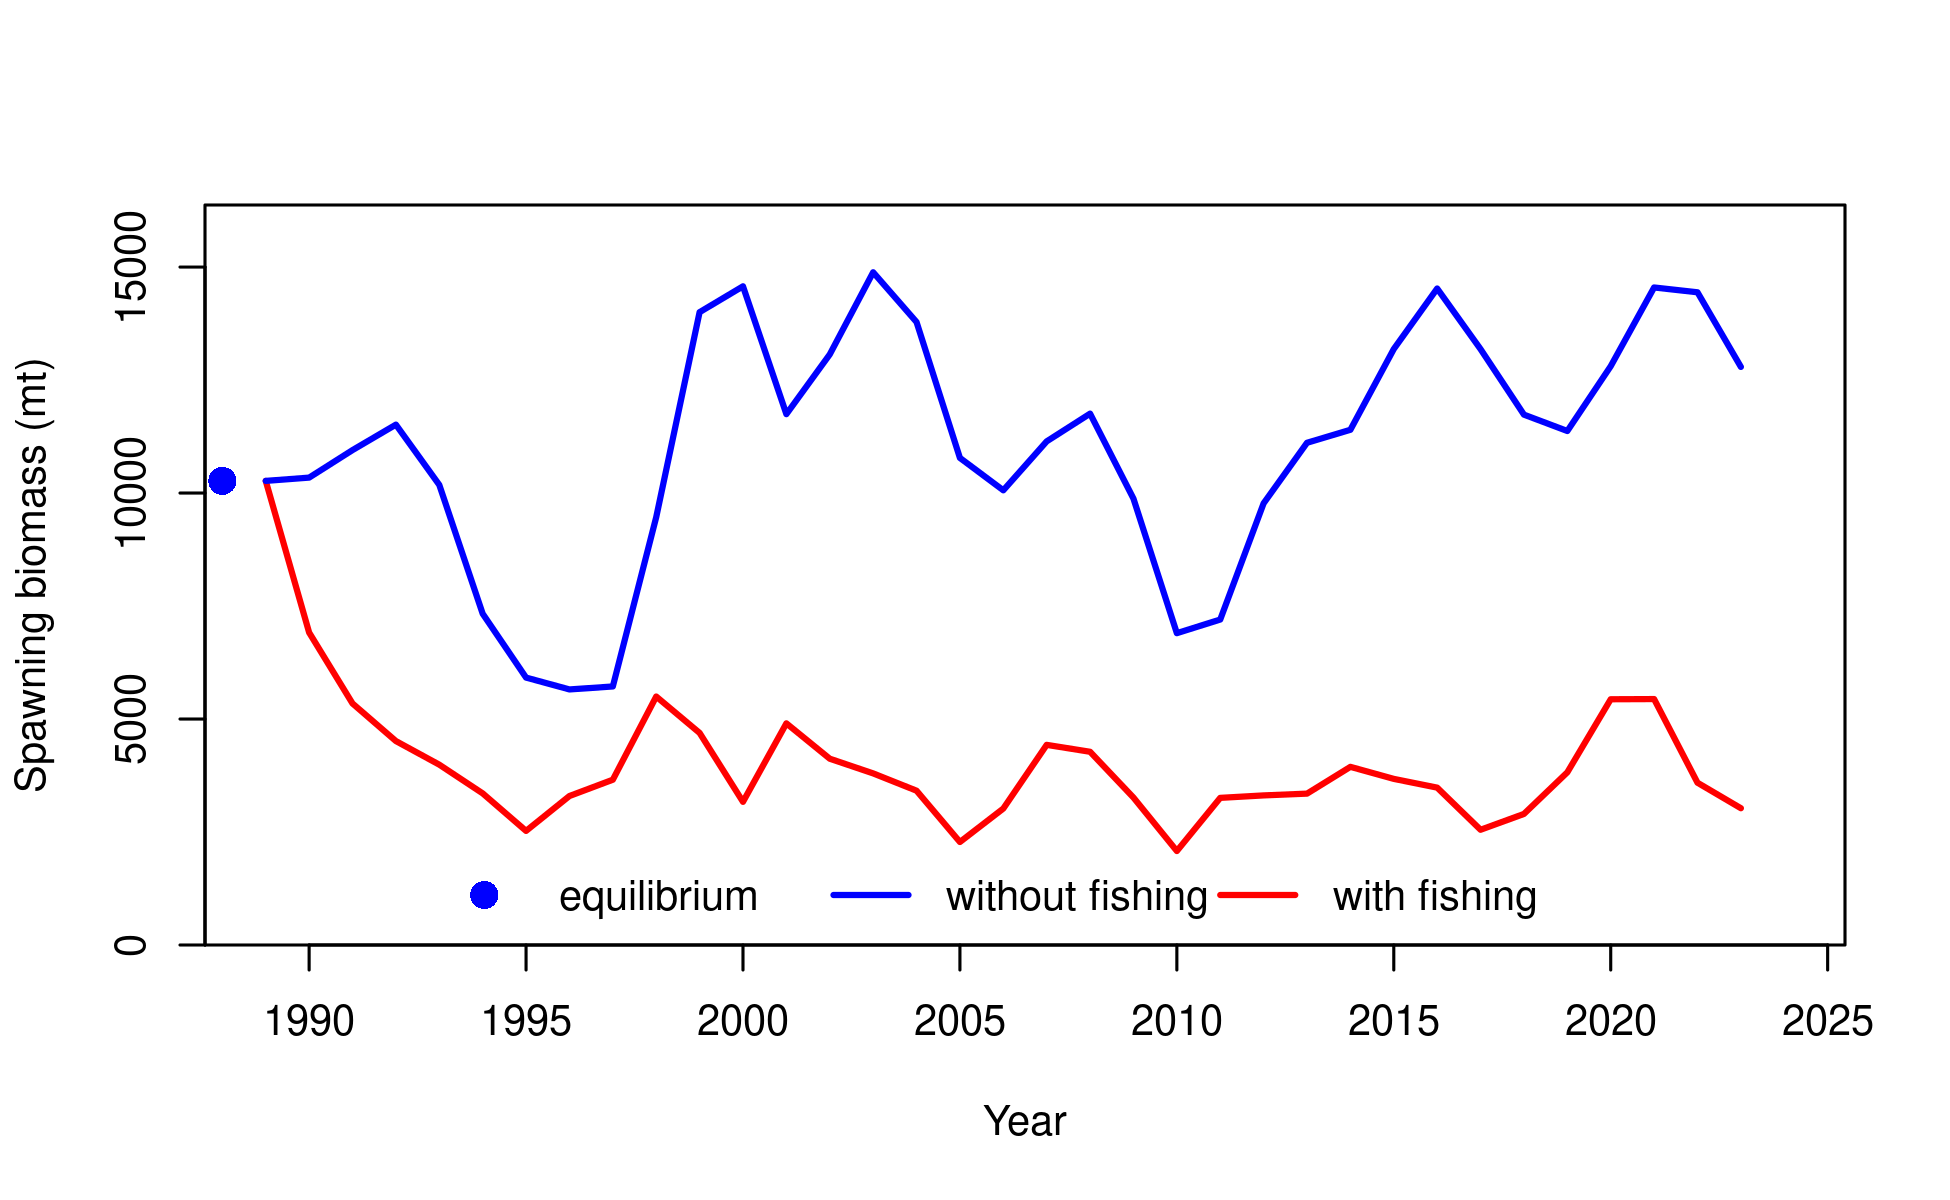 Spawning biomass (mt)
15000
10000
5000
0
equilibrium without fishing with fishing
1990 1995 2000 2005 2010 2015 2020 2025
Year